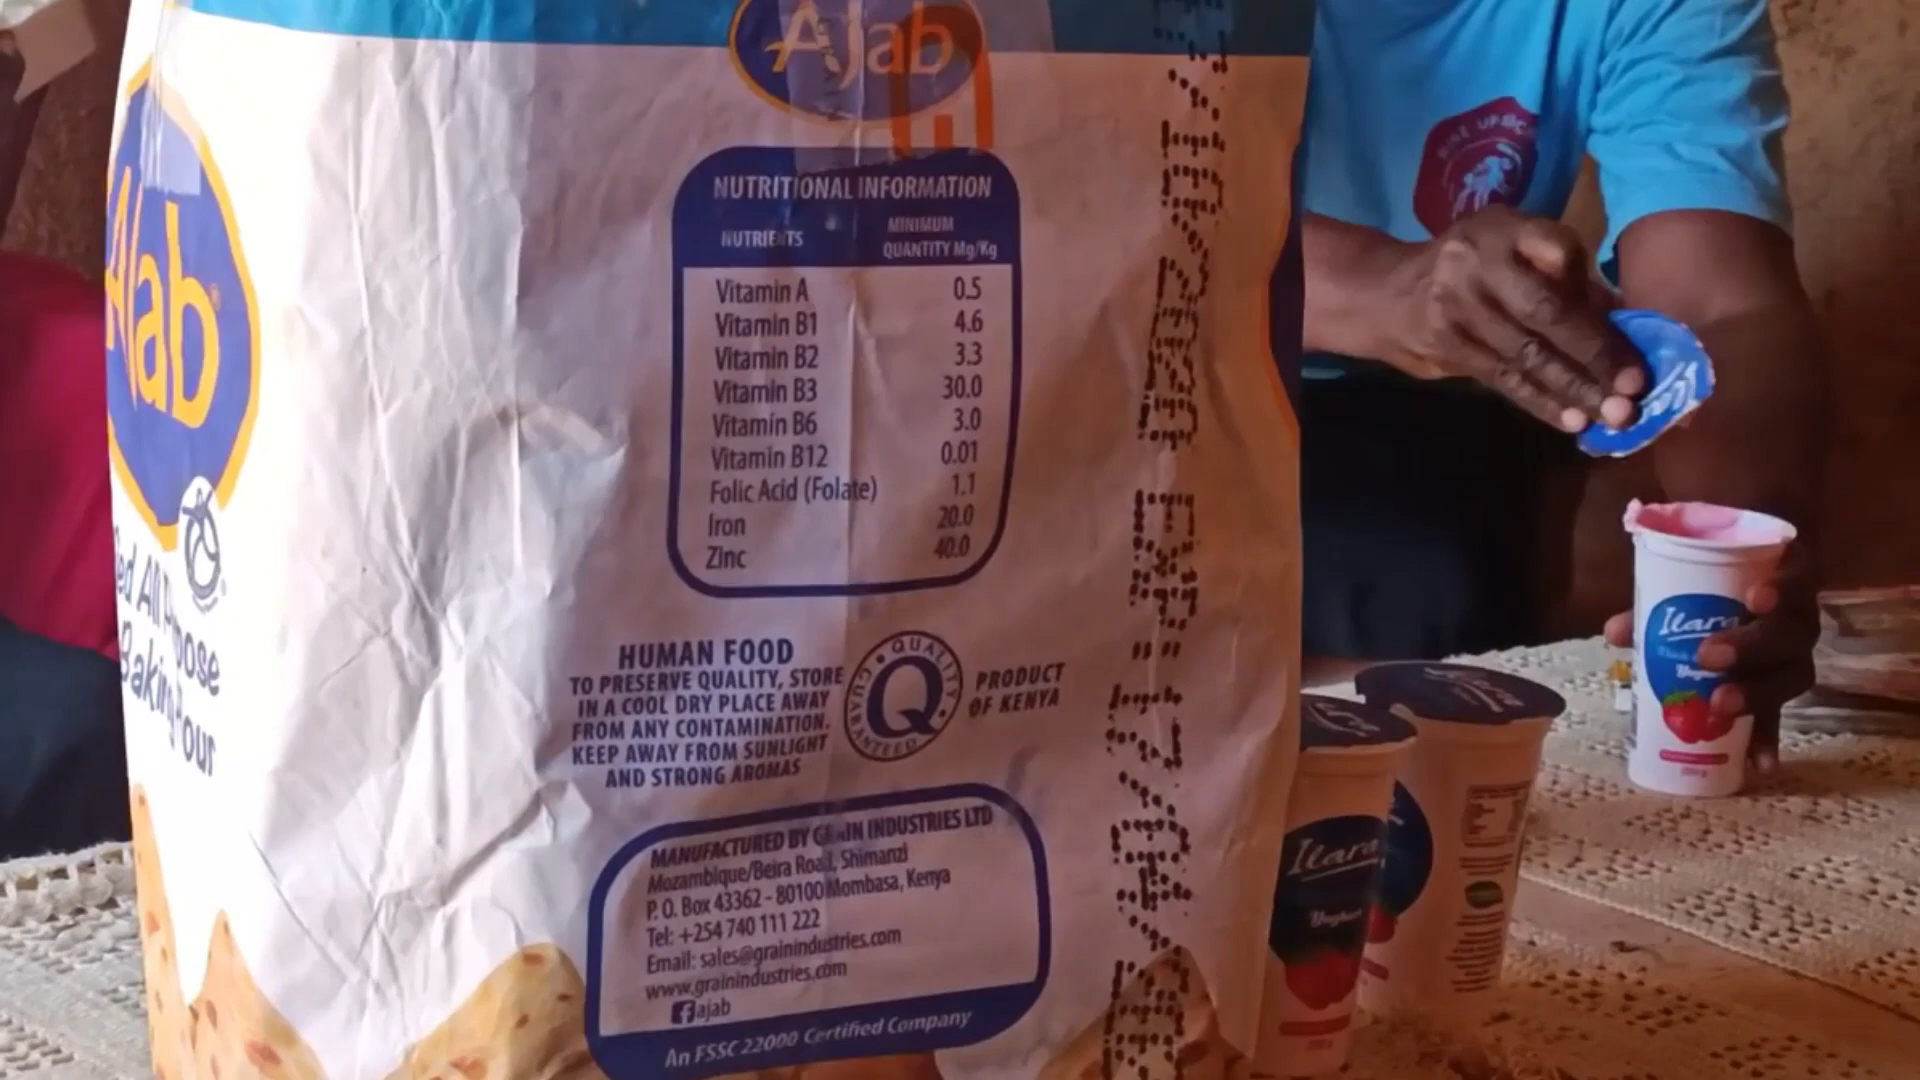 Ajab
NUTRITIONAL INFORMATION
NUTRIENTS
MINIMUM
QUANTITY Mg/Kg
Vitamin A 0.5
Vitamin B1 4.6
Vitamin B2 3.3
Vitamin B3 30.0
Vitamin B6 3.0
Vitamin B12 0.01
Folic Acid (Folate) 1.1
Iron 20.0
Zinc 40.0
HUMAN FOOD
TO PRESERVE QUALITY, STORE
IN A COOL DRY PLACE AWAY
FROM ANY CONTAMINATION.
KEEP AWAY FROM SUNLIGHT
AND STRONG AROMAS
QUALITY
Q
GUARANTEED
PRODUCT
OF KENYA
MANUFACTURED BY GRAIN INDUSTRIES LTD
Mozambique/Beira Road, Shimanzi
P. O. Box 43362 - 80100 Mombasa, Kenya
Tel: +254 740 111 222
Email: sales@grainindustries.com
www.grainindustries.com
ajab
An FSSC 22000 Certified Company
Ajab
All Purpose
Baking Flour
Ilara
Yoghurt
Ilara
Yoghurt